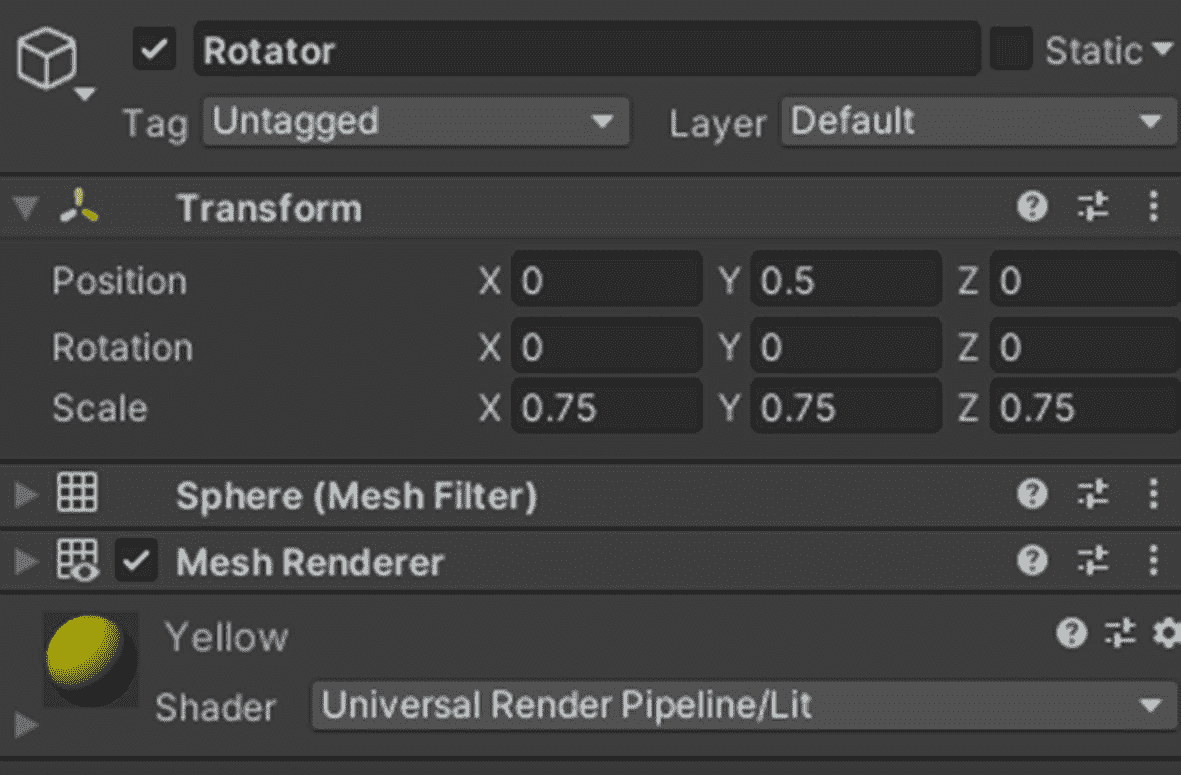 Rotator Static
Tag Untagged Layer Default
Transform
Position X 0 Y 0.5 Z 0
Rotation X 0 Y 0 Z 0
Scale X 0.75 Y 0.75 Z 0.75
Sphere (Mesh Filter)
Mesh Renderer
Yellow
Shader Universal Render Pipeline/Lit